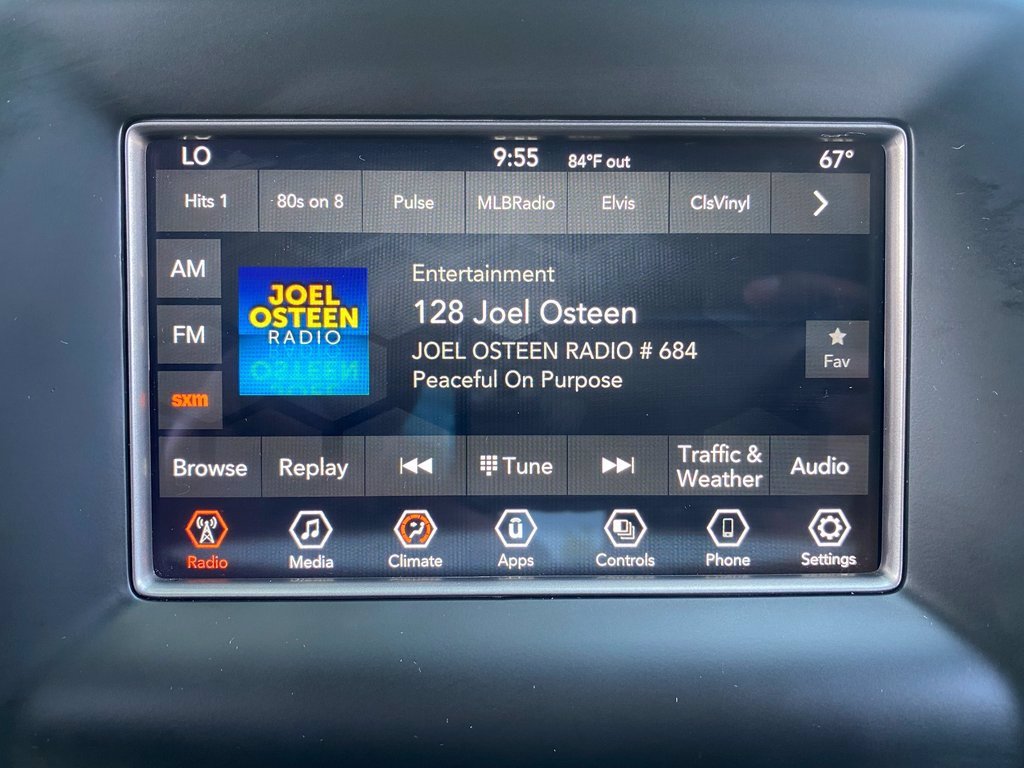 LO 9:55 84°F out 67°
Hits 1 80s on 8 Pulse MLBRadio Elvis ClsVinyl
AM
FM
sxm
JOEL
OSTEEN
RADIO
Entertainment
128 Joel Osteen
JOEL OSTEEN RADIO # 684
Peaceful On Purpose
Fav
Browse Replay Tune Traffic &
Weather Audio
Radio Media Climate Apps Controls Phone Settings